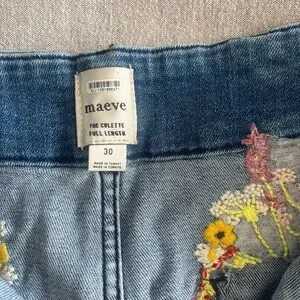 maeve
THE COLETTE
FULL LENGTH
30
MADE IN TURKEY